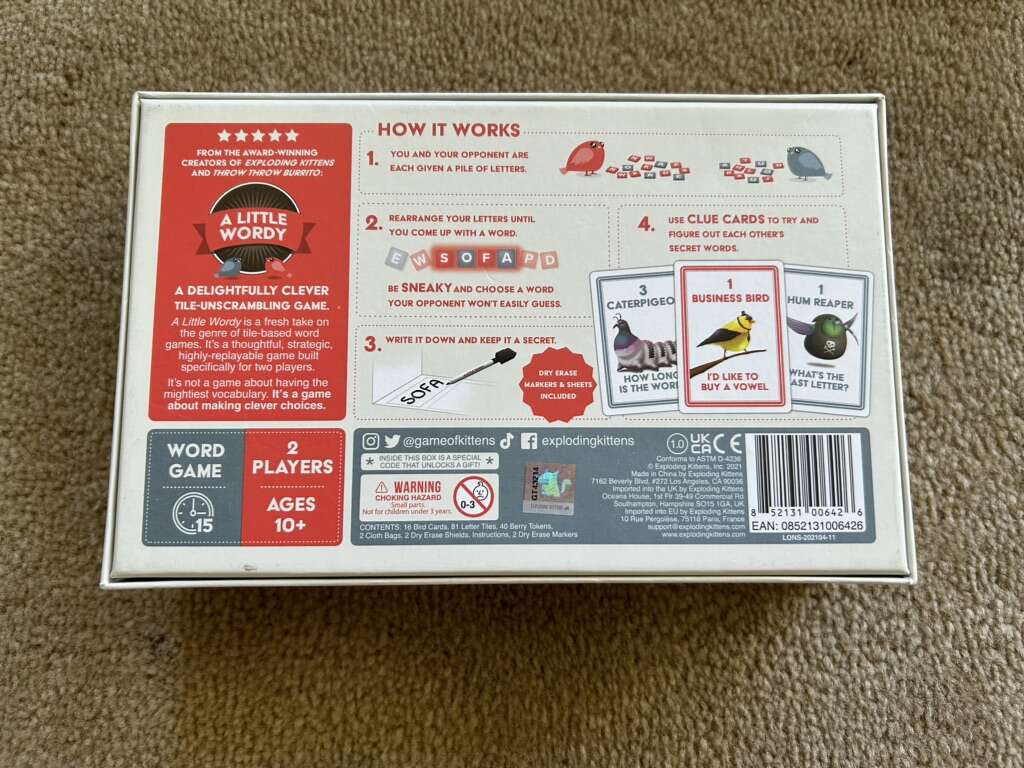 ★★★★★
FROM THE AWARD-WINNING
CREATORS OF EXPLODING KITTENS
AND THROW THROW BURRITO:
A LITTLE
WORDY
A DELIGHTFULLY CLEVER
TILE-UNSCRAMBLING GAME.
A Little Wordy is a fresh take on
the genre of tile-based word
games. It's a thoughtful, strategic,
highly-replayable game built
specifically for two players.
It's not a game about having the
mightiest vocabulary. It's a game
about making clever choices.
WORD
GAME
15
2
PLAYERS
AGES
10+
HOW IT WORKS
1. YOU AND YOUR OPPONENT ARE
EACH GIVEN A PILE OF LETTERS.
2. REARRANGE YOUR LETTERS UNTIL
YOU COME UP WITH A WORD.
EWSOFAPD
BE SNEAKY AND CHOOSE A WORD
YOUR OPPONENT WON'T EASILY GUESS.
3. WRITE IT DOWN AND KEEP IT A SECRET.
SOFA
DRY ERASE
MARKERS & SHEETS
INCLUDED
4. USE CLUE CARDS TO TRY AND
FIGURE OUT EACH OTHER'S
SECRET WORDS.
3
CATERPIGEO
HOW LONG
IS THE WOR
1
BUSINESS BIRD
I'D LIKE TO
BUY A VOWEL
1
HUM REAPER
WHAT'S THE
AST LETTER?
@gameofkittens explodingkittens
* INSIDE THIS BOX IS A SPECIAL
CODE THAT UNLOCKS A GIFT! *
WARNING
CHOKING HAZARD
Small parts.
Not for children under 3 years.
0-3
GT43214
CONTENTS: 16 Bird Cards, 81 Letter Tiles, 40 Berry Tokens,
2 Cloth Bags, 2 Dry Erase Shields, Instructions, 2 Dry Erase Markers
1.0 UK CA CE
Conforms to ASTM D-4236
© Exploding Kittens, Inc. 2021
Made in China by Exploding Kittens
7162 Beverly Blvd. #272 Los Angeles, CA 90036
Imported into the UK by Exploding Kittens
Oceana House, 1st Flr 39-49 Commercial Rd
Southampton, Hampshire SO15 1GA, UK
Imported into EU by Exploding Kittens
10 Rue Pergolèse, 75116 Paris, France
support@explodingkittens.com
www.explodingkittens.com
8 52131 00642 6
EAN: 0852131006426
LONS-202104-11